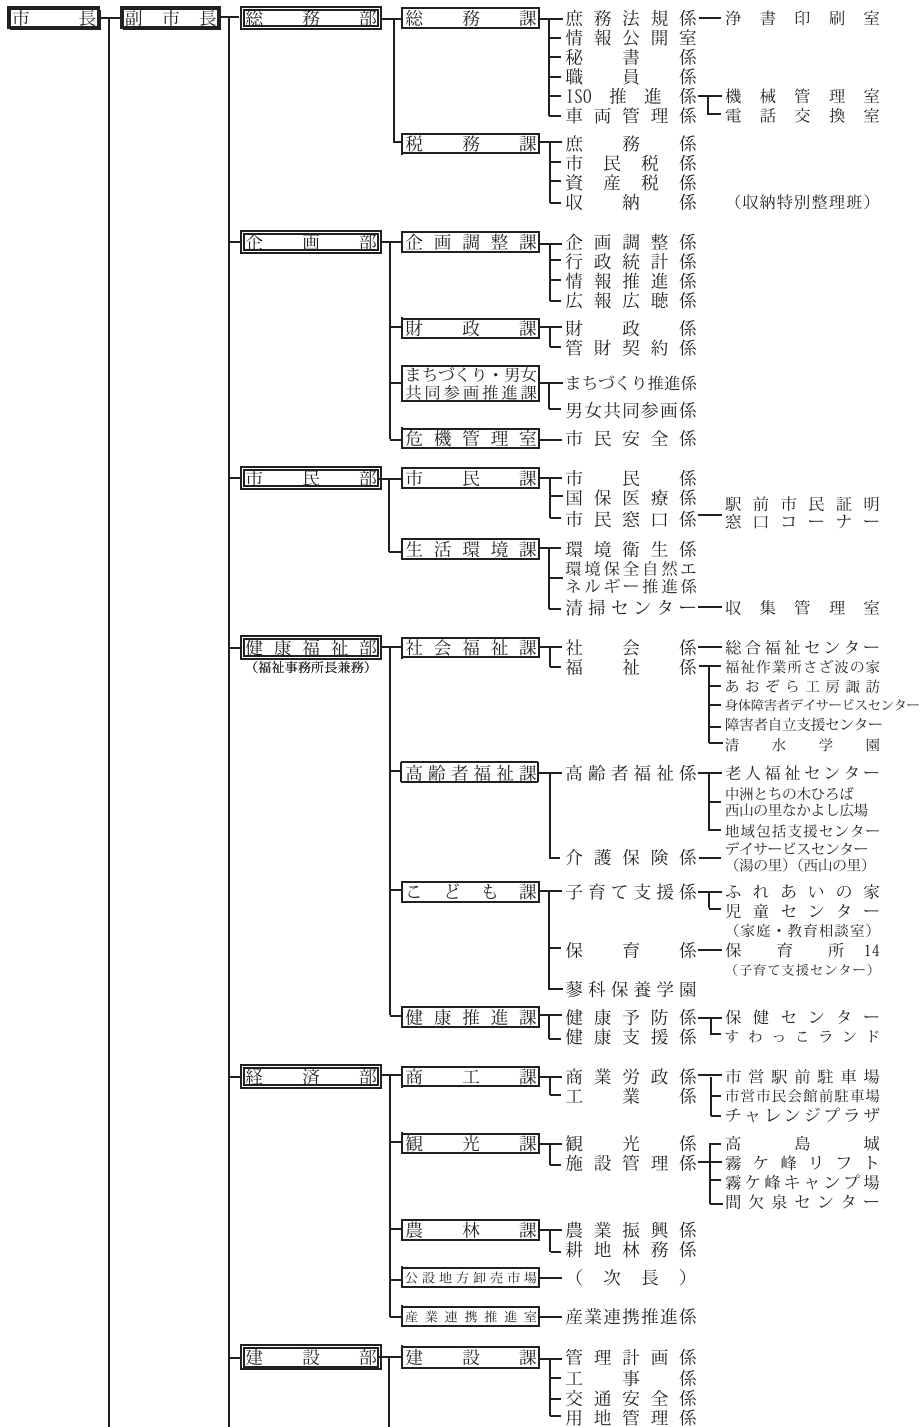 市長 副市長 総務部 総務課 庶務法規係 浄書印刷室
情報公開室
秘書係
職員係
ISO推進係 機械管理室
車両管理係 電話交換室
税務課 庶務係
市民税係
資産税係
収納係 （収納特別整理班）
企画部 企画調整課 企画調整係
行政統計係
情報推進係
広報広聴係
財政課 財政係
管財契約係
まちづくり・男女
共同参画推進課
まちづくり推進係
男女共同参画係
危機管理室 市民安全係
市民部 市民課 市民係
国保医療係
市民窓口係 駅前市民証明
窓口コーナー
生活環境課 環境衛生係
環境保全自然エ
ネルギー推進係
清掃センター 収集管理室
健康福祉部 社会福祉課 社会係 総合福祉センター
（福祉事務所長兼務） 福祉係 福祉作業所さざ波の家
あおぞら工房諏訪
身体障害者デイサービスセンター
障害者自立支援センター
清水学園
高齢者福祉課 高齢者福祉係 老人福祉センター
中洲とちの木ひろば
西山の里なかよし広場
地域包括支援センター
介護保険係 デイサービスセンター
（湯の里）（西山の里）
こども課 子育て支援係 ふれあいの家
児童センター
（家庭・教育相談室）
保育係 保育所14
（子育て支援センター）
蓼科保養学園
健康推進課 健康予防係 保健センター
健康支援係 すわっこランド
経済部 商工課 商業労政係 市営駅前駐車場
工業係 市営市民会館前駐車場
チャレンジプラザ
観光課 観光係 高島城
施設管理係 霧ケ峰リフト
霧ケ峰キャンプ場
間欠泉センター
農林課 農業振興係
耕地林務係
公設地方卸売市場 （次長）
産業連携推進室 産業連携推進係
建設部 建設課 管理計画係
工事係
交通安全係
用地管理係